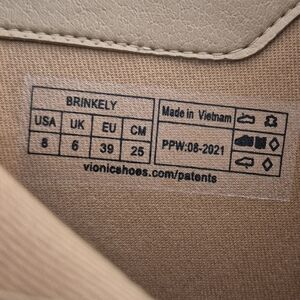 BRINKELY
USA UK EU CM
8 6 39 25
Made in Vietnam
PPW:08-2021
vionicshoes.com/patents